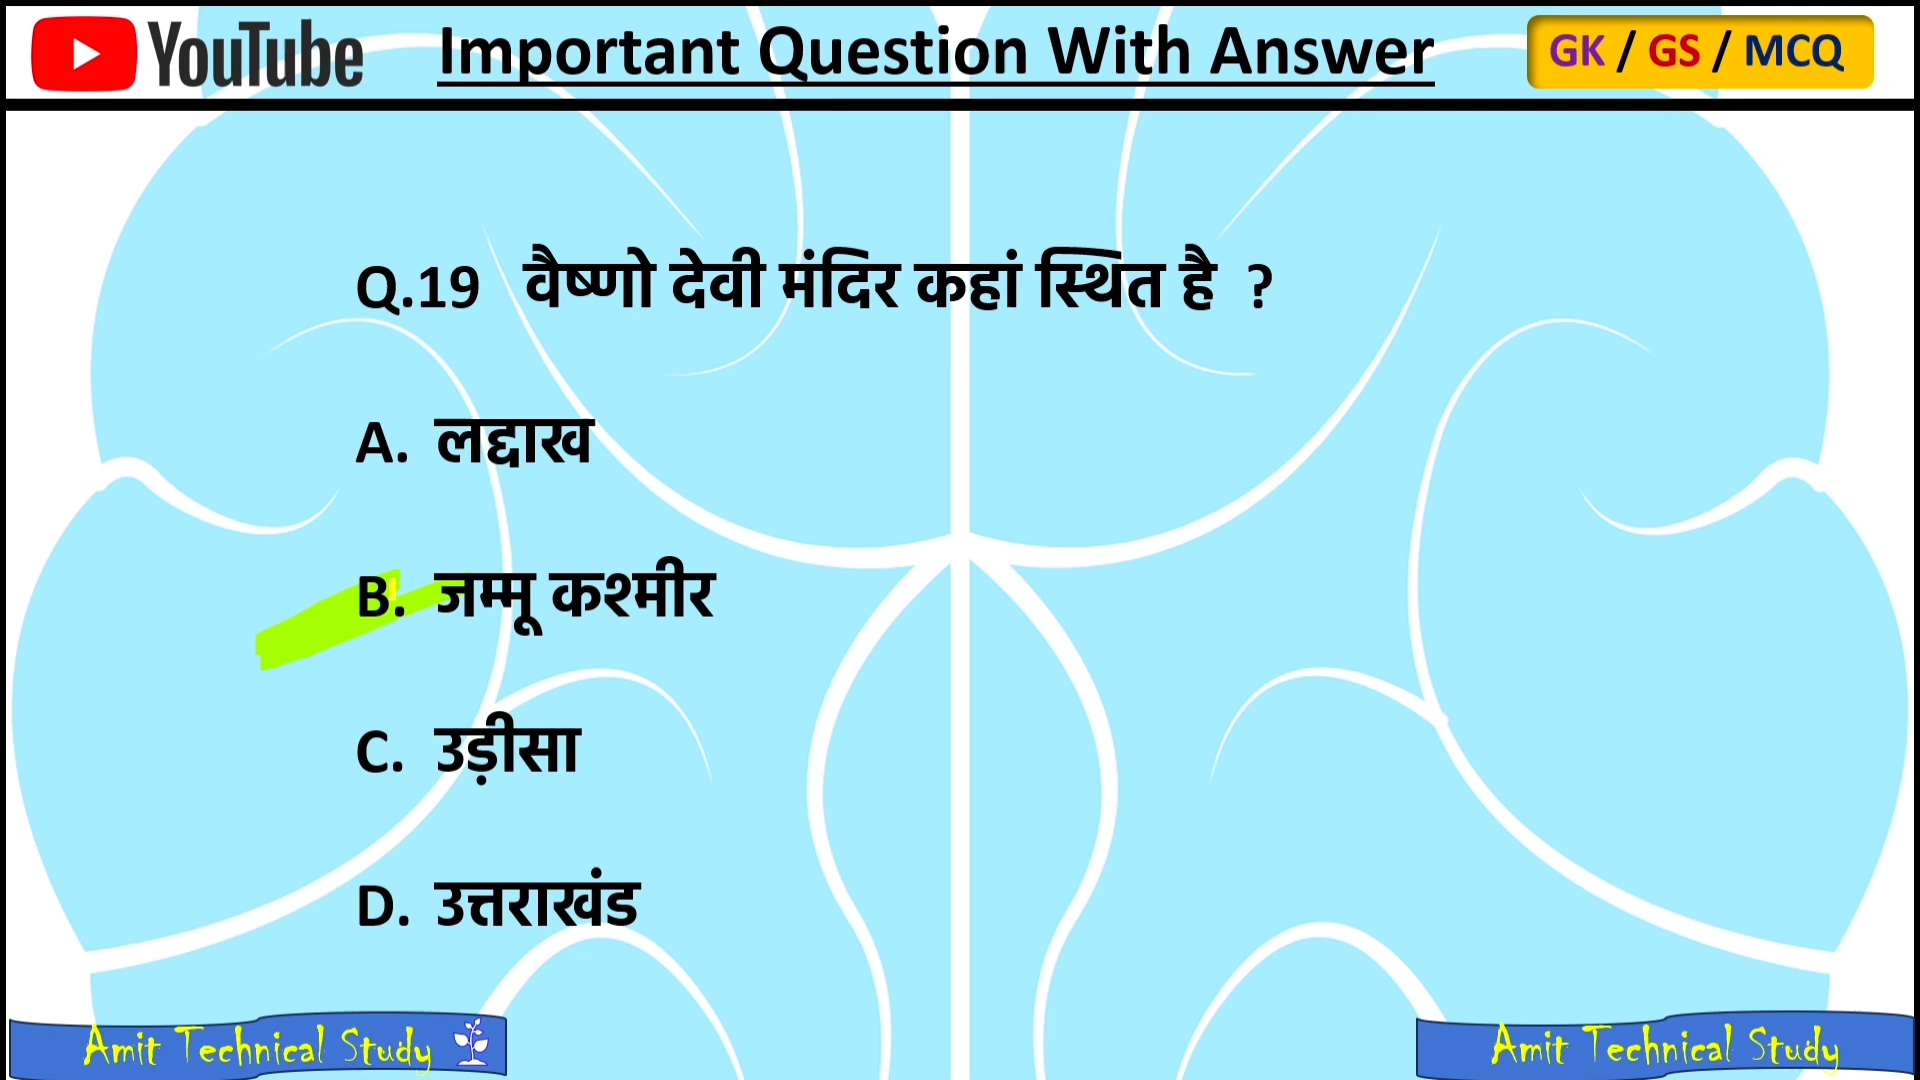 YouTube Important Question With Answer GK / GS / MCQ
Q.19 वैष्णो देवी मंदिर कहां स्थित है ?
A. लद्दाख
B. जम्मू कश्मीर
C. उड़ीसा
D. उत्तराखंड
Amit Technical Study Amit Technical Study